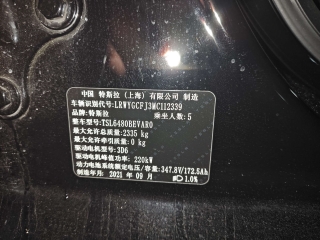 中国 特斯拉（上海）有限公司 制造
车辆识别代号: LRWYGCFJ3MC112339
品牌: 特斯拉 乘坐人数: 5
整车型号: TSL6480BEVAR0
最大允许总质量: 2335 kg
最大允许牵引质量: 0 kg
驱动电机型号: 3D6
驱动电机峰值功率: 220kW
动力电池系统额定电压/容量: 347.8V/172.5Ah
制造年月: 2021 年 09 月 1.0%